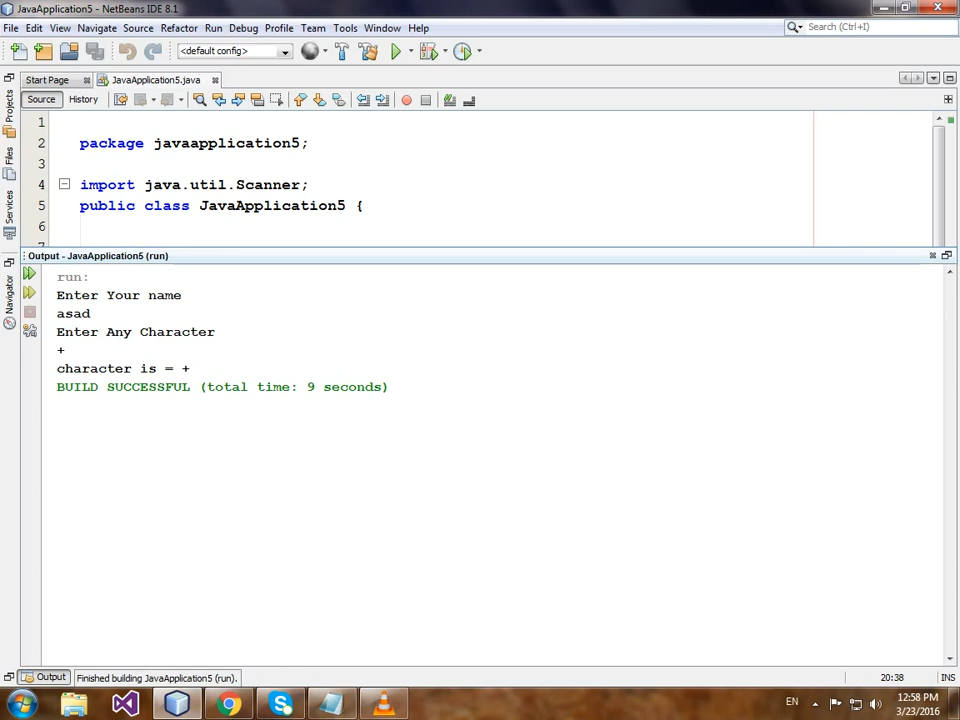 JavaApplication5 - NetBeans IDE 8.1
File Edit View Navigate Source Refactor Run Debug Profile Team Tools Window Help
Search (Ctrl+I)
<default config>
Start Page
JavaApplication5.java
Source History
Projects
Files
Services
Navigator
1
2 package javaapplication5;
3
4 import java.util.Scanner;
5 public class JavaApplication5 {
6
Output - JavaApplication5 (run)
run:
Enter Your name
asad
Enter Any Character
+
character is = +
BUILD SUCCESSFUL (total time: 9 seconds)
Output
Finished building JavaApplication5 (run).
20:38
INS
EN
12:58 PM
3/23/2016